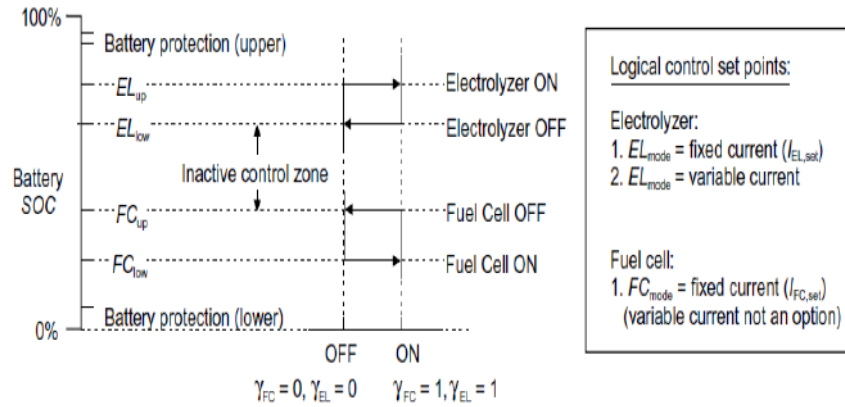 100%
Battery protection (upper)
EL_up
Electrolyzer ON
EL_low
Electrolyzer OFF
Inactive control zone
Battery
SOC
FC_up
Fuel Cell OFF
FC_low
Fuel Cell ON
Battery protection (lower)
0%
OFF
ON
γ_FC = 0, γ_EL = 0
γ_FC = 1, γ_EL = 1
Logical control set points:
Electrolyzer:
1. EL_mode = fixed current (I_EL,set)
2. EL_mode = variable current
Fuel cell:
1. FC_mode = fixed current (I_FC,set)
(variable current not an option)